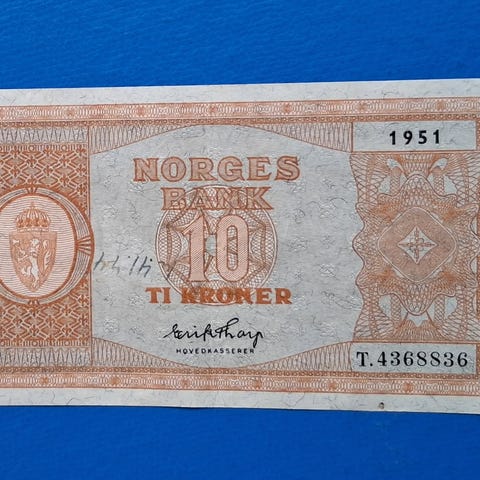 1951
NORGES
BANK
10
TI KRONER
HOVEDKASSERER
T.4368836